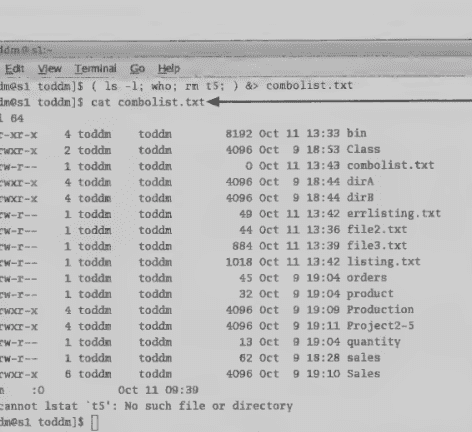 ddm@s1:~
Edit View Terminal Go Help
dm@s1 toddm]$ ( ls -l; who; rm t5; ) &> combolist.txt
dm@s1 toddm]$ cat combolist.txt
l 64
r-xr-x 4 toddm toddm 8192 Oct 11 13:33 bin
rwxr-x 2 toddm toddm 4096 Oct 9 18:53 Class
rw-r-- 1 toddm toddm 0 Oct 11 13:43 combolist.txt
rwxr-x 4 toddm toddm 4096 Oct 9 18:44 dirA
rwxr-x 4 toddm toddm 4096 Oct 9 18:44 dirB
rw-r-- 1 toddm toddm 49 Oct 11 13:42 errlisting.txt
rw-r-- 1 toddm toddm 44 Oct 11 13:36 file2.txt
rw-r-- 1 toddm toddm 884 Oct 11 13:39 file3.txt
rw-r-- 1 toddm toddm 1018 Oct 11 13:42 listing.txt
rw-r-- 1 toddm toddm 45 Oct 9 19:04 orders
rw-r-- 1 toddm toddm 32 Oct 9 19:04 product
rwxr-x 4 toddm toddm 4096 Oct 9 19:09 Production
rwxr-x 4 toddm toddm 4096 Oct 9 19:11 Project2-5
rw-r-- 1 toddm toddm 13 Oct 9 19:04 quantity
rw-r-- 1 toddm toddm 62 Oct 9 18:28 sales
rwxr-x 6 toddm toddm 4096 Oct 9 19:10 Sales
m :0 Oct 11 09:39
cannot lstat `t5': No such file or directory
dm@s1 toddm]$